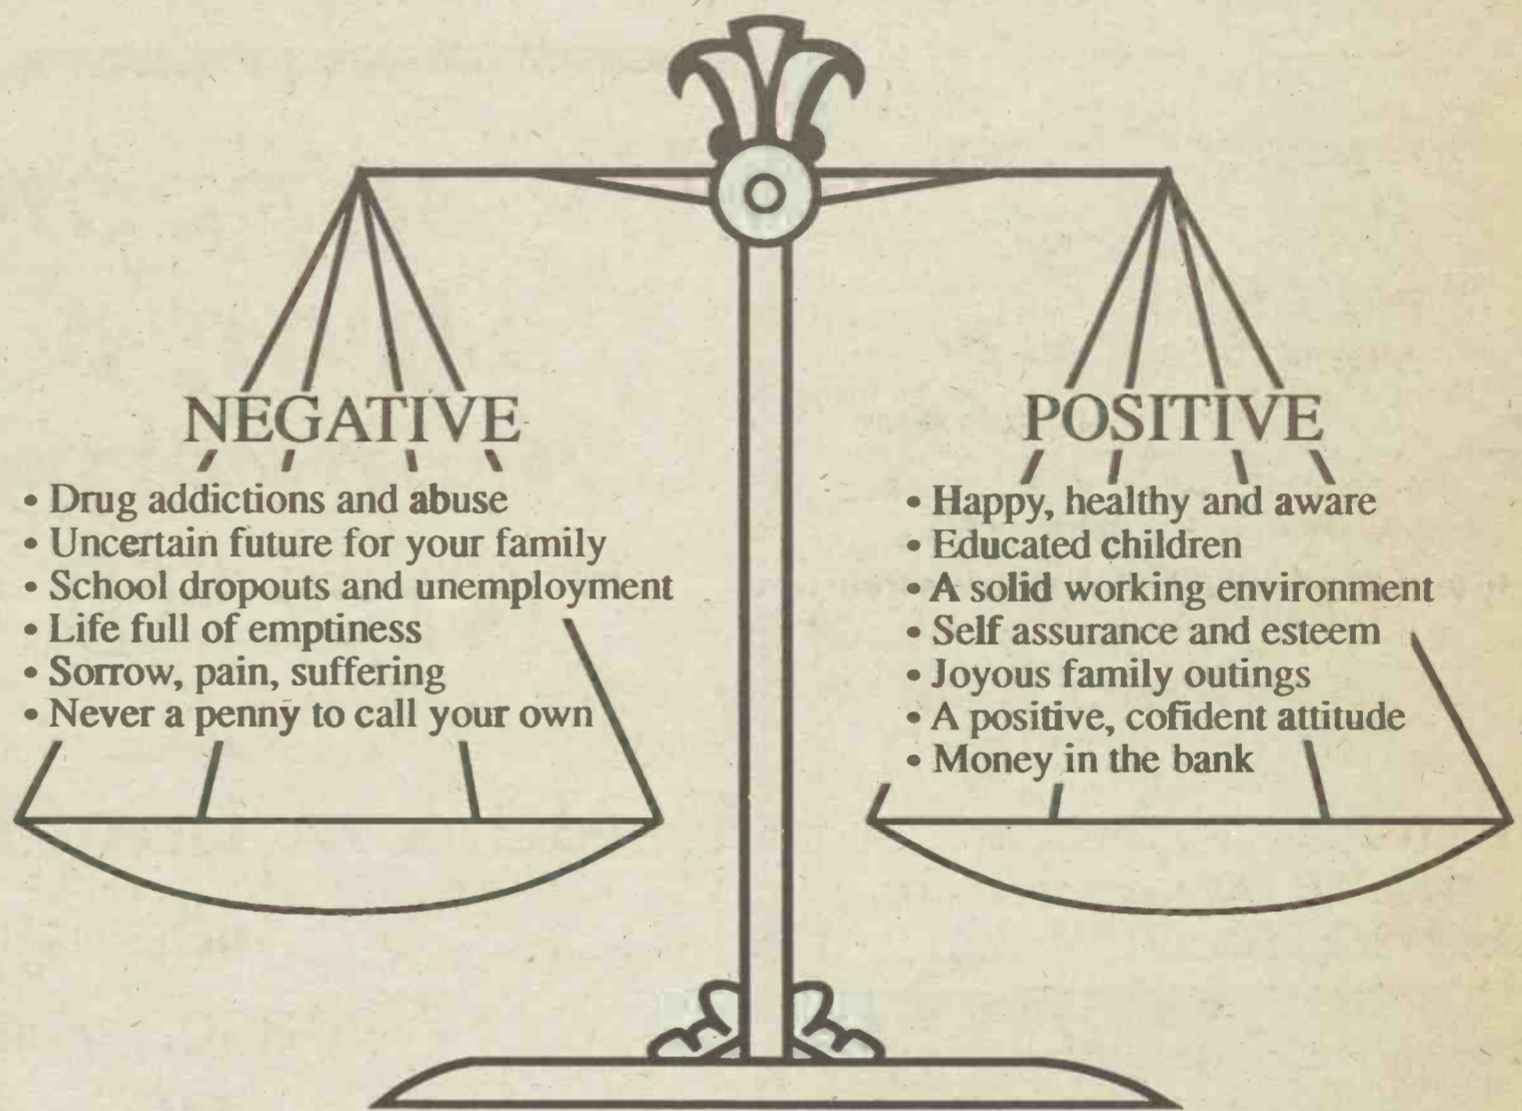 NEGATIVE
• Drug addictions and abuse
• Uncertain future for your family
• School dropouts and unemployment
• Life full of emptiness
• Sorrow, pain, suffering
• Never a penny to call your own
POSITIVE
• Happy, healthy and aware
• Educated children
• A solid working environment
• Self assurance and esteem
• Joyous family outings
• A positive, cofident attitude
• Money in the bank